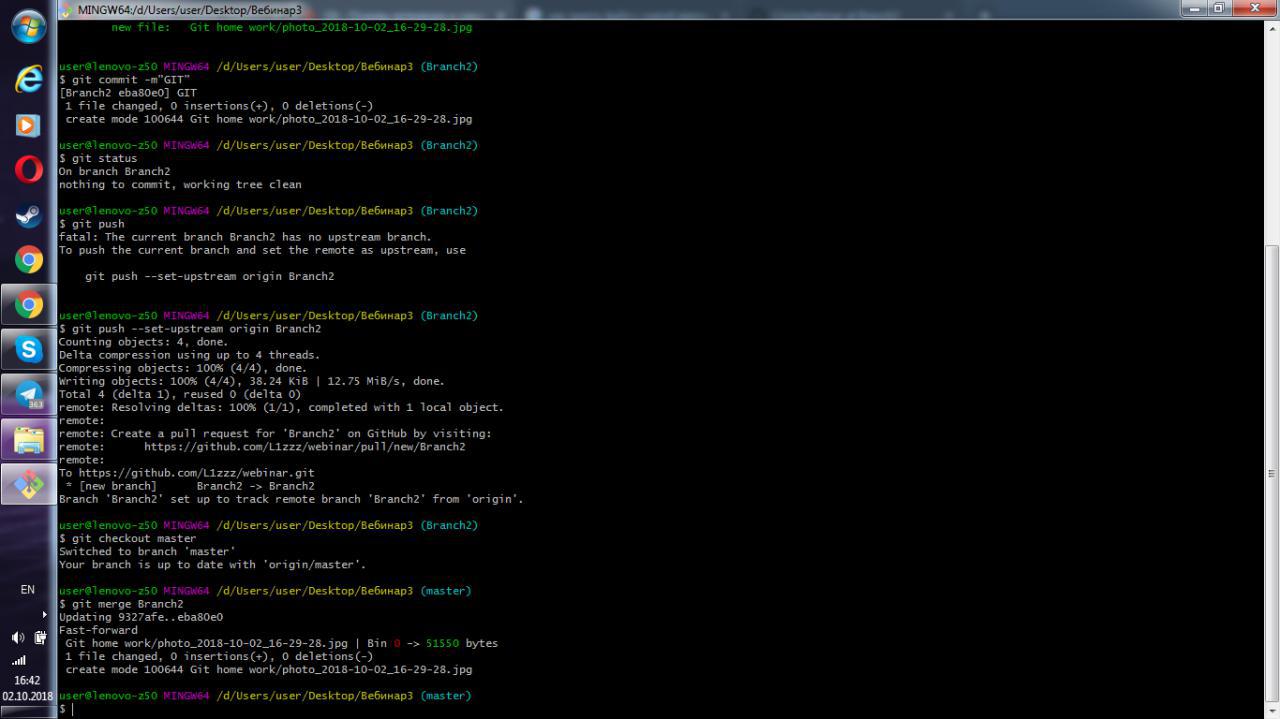 MINGW64:/d/Users/user/Desktop/Вебинар3
new file:   Git home work/photo_2018-10-02_16-29-28.jpg
user@lenovo-z50 MINGW64 /d/Users/user/Desktop/Вебинар3 (Branch2)
$ git commit -m"GIT"
[Branch2 eba80e0] GIT
1 file changed, 0 insertions(+), 0 deletions(-)
create mode 100644 Git home work/photo_2018-10-02_16-29-28.jpg
user@lenovo-z50 MINGW64 /d/Users/user/Desktop/Вебинар3 (Branch2)
$ git status
On branch Branch2
nothing to commit, working tree clean
user@lenovo-z50 MINGW64 /d/Users/user/Desktop/Вебинар3 (Branch2)
$ git push
fatal: The current branch Branch2 has no upstream branch.
To push the current branch and set the remote as upstream, use
git push --set-upstream origin Branch2
user@lenovo-z50 MINGW64 /d/Users/user/Desktop/Вебинар3 (Branch2)
$ git push --set-upstream origin Branch2
Counting objects: 4, done.
Delta compression using up to 4 threads.
Compressing objects: 100% (4/4), done.
Writing objects: 100% (4/4), 38.24 KiB | 12.75 MiB/s, done.
Total 4 (delta 1), reused 0 (delta 0)
remote: Resolving deltas: 100% (1/1), completed with 1 local object.
remote:
remote: Create a pull request for 'Branch2' on GitHub by visiting:
remote:      https://github.com/L1zzz/webinar/pull/new/Branch2
remote:
To https://github.com/L1zzz/webinar.git
* [new branch]      Branch2 -> Branch2
Branch 'Branch2' set up to track remote branch 'Branch2' from 'origin'.
user@lenovo-z50 MINGW64 /d/Users/user/Desktop/Вебинар3 (Branch2)
$ git checkout master
Switched to branch 'master'
Your branch is up to date with 'origin/master'.
user@lenovo-z50 MINGW64 /d/Users/user/Desktop/Вебинар3 (master)
$ git merge Branch2
Updating 9327afe..eba80e0
Fast-forward
Git home work/photo_2018-10-02_16-29-28.jpg | Bin 0 -> 51550 bytes
1 file changed, 0 insertions(+), 0 deletions(-)
create mode 100644 Git home work/photo_2018-10-02_16-29-28.jpg
user@lenovo-z50 MINGW64 /d/Users/user/Desktop/Вебинар3 (master)
$
363
EN
16:42
02.10.2018